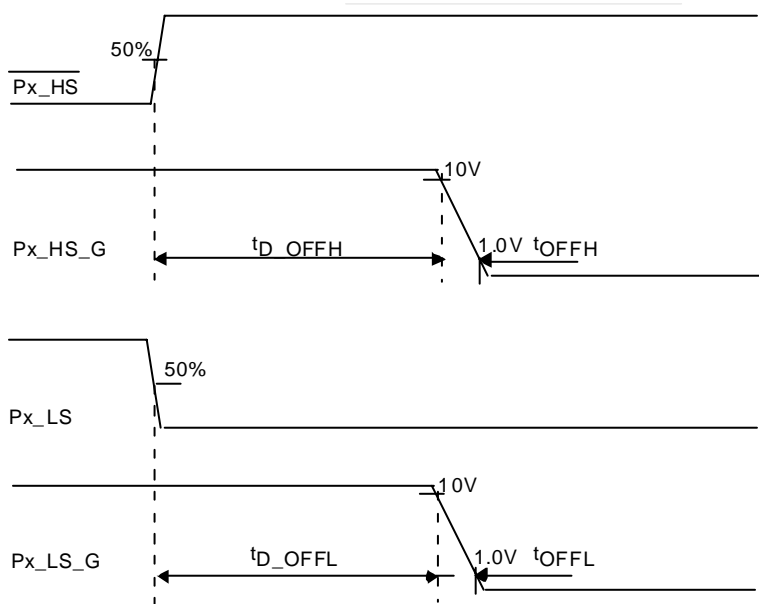 50%
Px_HS
10V
Px_HS_G
tD_OFFH
1.0V tOFFH
50%
Px_LS
10V
Px_LS_G
tD_OFFL
1.0V tOFFL